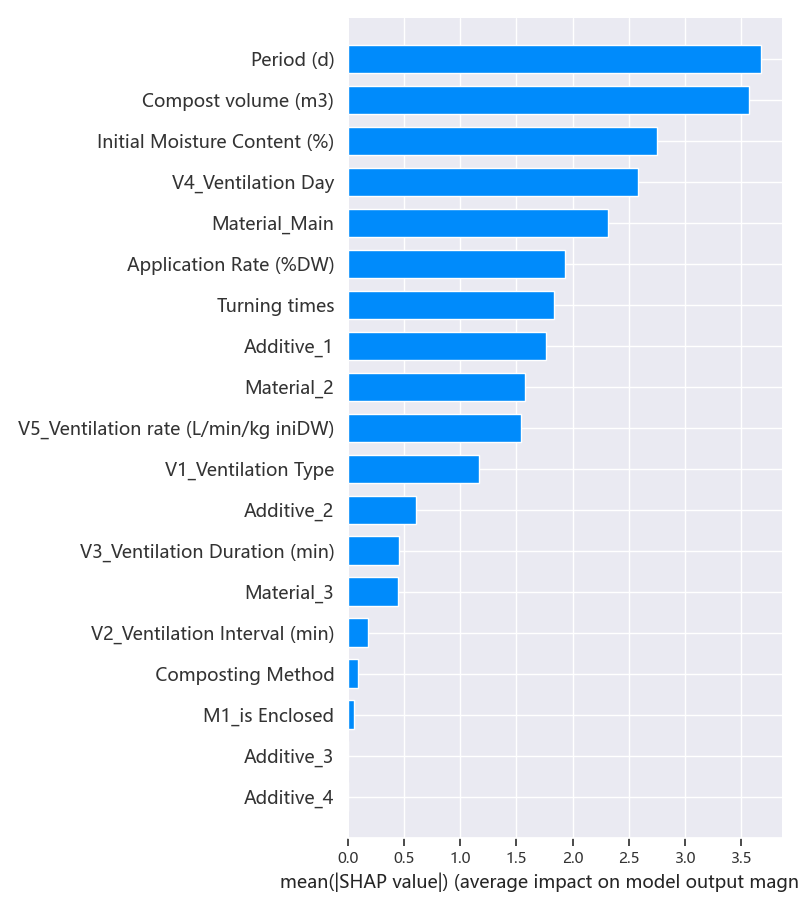 Period (d)
Compost volume (m3)
Initial Moisture Content (%)
V4_Ventilation Day
Material_Main
Application Rate (%DW)
Turning times
Additive_1
Material_2
V5_Ventilation rate (L/min/kg iniDW)
V1_Ventilation Type
Additive_2
V3_Ventilation Duration (min)
Material_3
V2_Ventilation Interval (min)
Composting Method
M1_is Enclosed
Additive_3
Additive_4
0.0 0.5 1.0 1.5 2.0 2.5 3.0 3.5
mean(|SHAP value|) (average impact on model output magn